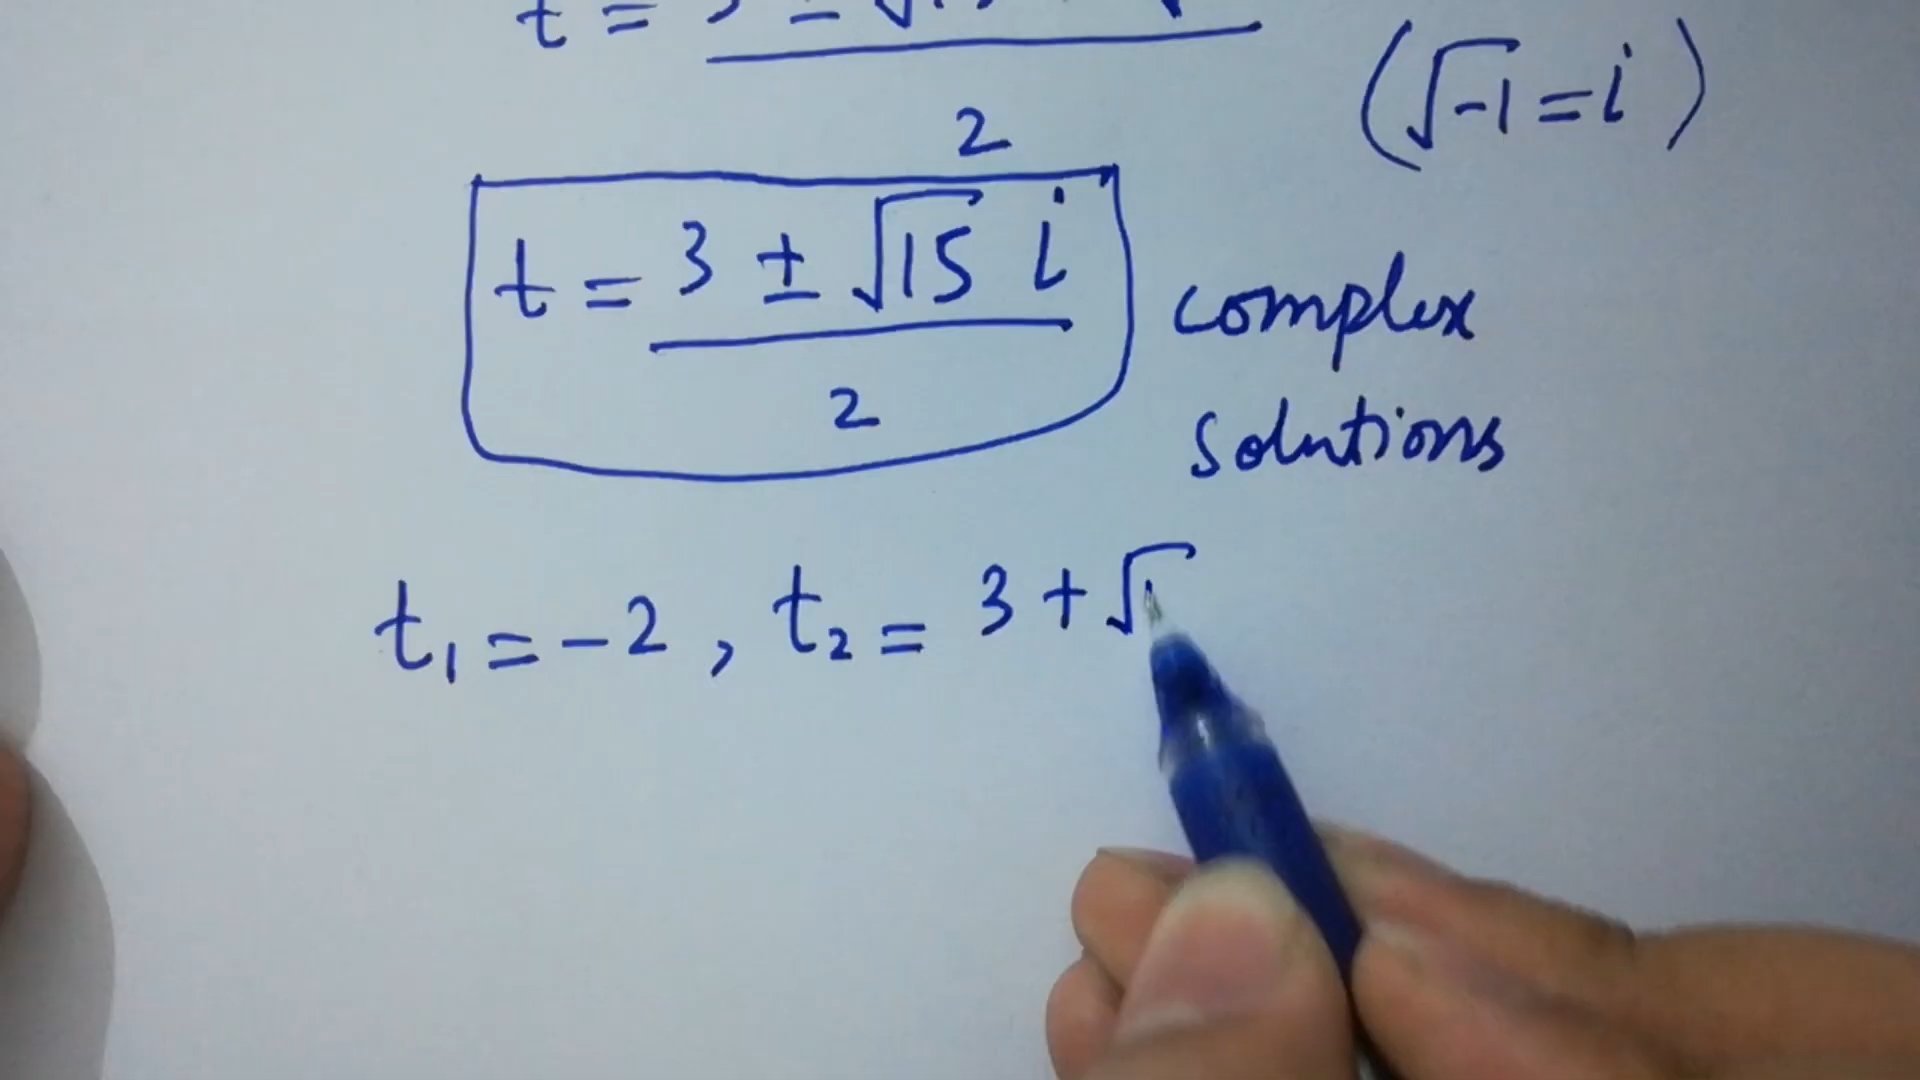 t =
2
(√-1 = i)
t = 3 ± √15 i
2
complex
solutions
t₁ = -2 , t₂ = 3 + √